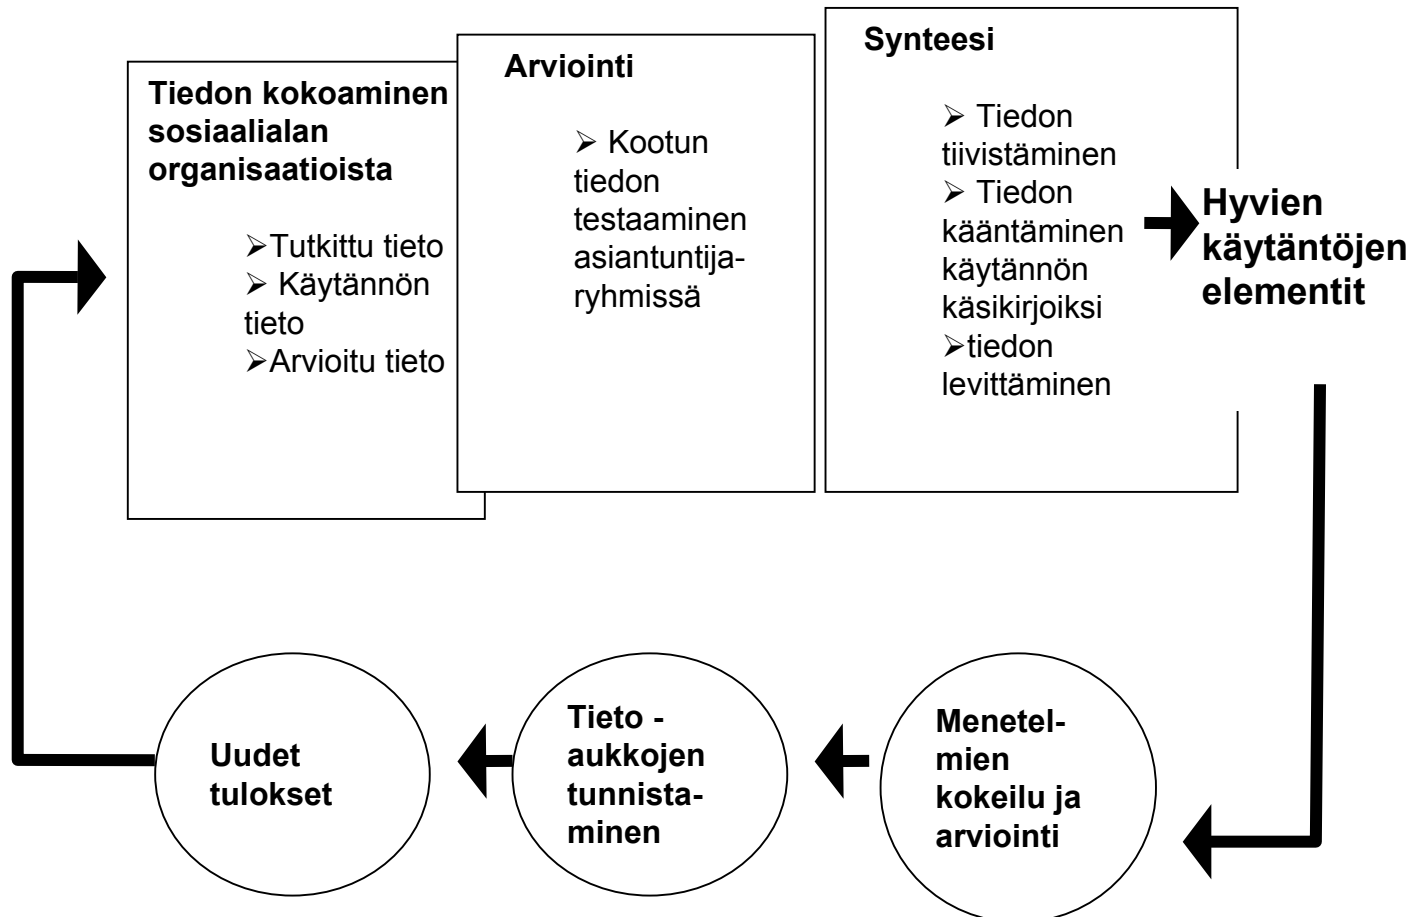 Tiedon kokoaminen
sosiaalialan
organisaatioista
➢Tutkittu tieto
➢ Käytännön
tieto
➢Arvioitu tieto
Arviointi
➢ Kootun
tiedon
testaaminen
asiantuntija-
ryhmissä
Synteesi
➢ Tiedon
tiivistäminen
➢ Tiedon
kääntäminen
käytännön
käsikirjoiksi
➢tiedon
levittäminen
Hyvien
käytäntöjen
elementit
Uudet
tulokset
Tieto -
aukkojen
tunnista-
minen
Menetel-
mien
kokeilu ja
arviointi